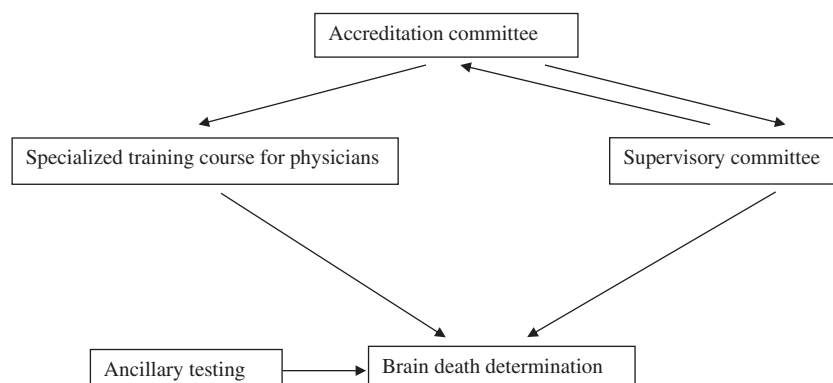 Accreditation committee
Specialized training course for physicians
Supervisory committee
Ancillary testing
Brain death determination